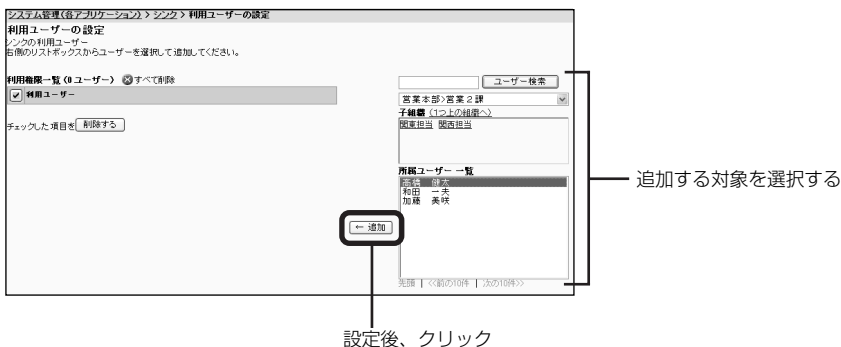 システム管理(各アプリケーション) > シンク > 利用ユーザーの設定
利用ユーザーの設定
シンクの利用ユーザー
右側のリストボックスからユーザーを選択して追加してください。
利用権限一覧(0 ユーザー) すべて削除
利用ユーザー
チェックした項目を 削除する
ユーザー検索
営業本部>営業2課
子組織 (1つ上の組織へ)
関東担当 関西担当
所属ユーザー一覧
高橋 健太
和田 一夫
加藤 美咲
← 追加
先頭 | <<前の10件 | 次の10件>>
追加する対象を選択する
設定後、クリック